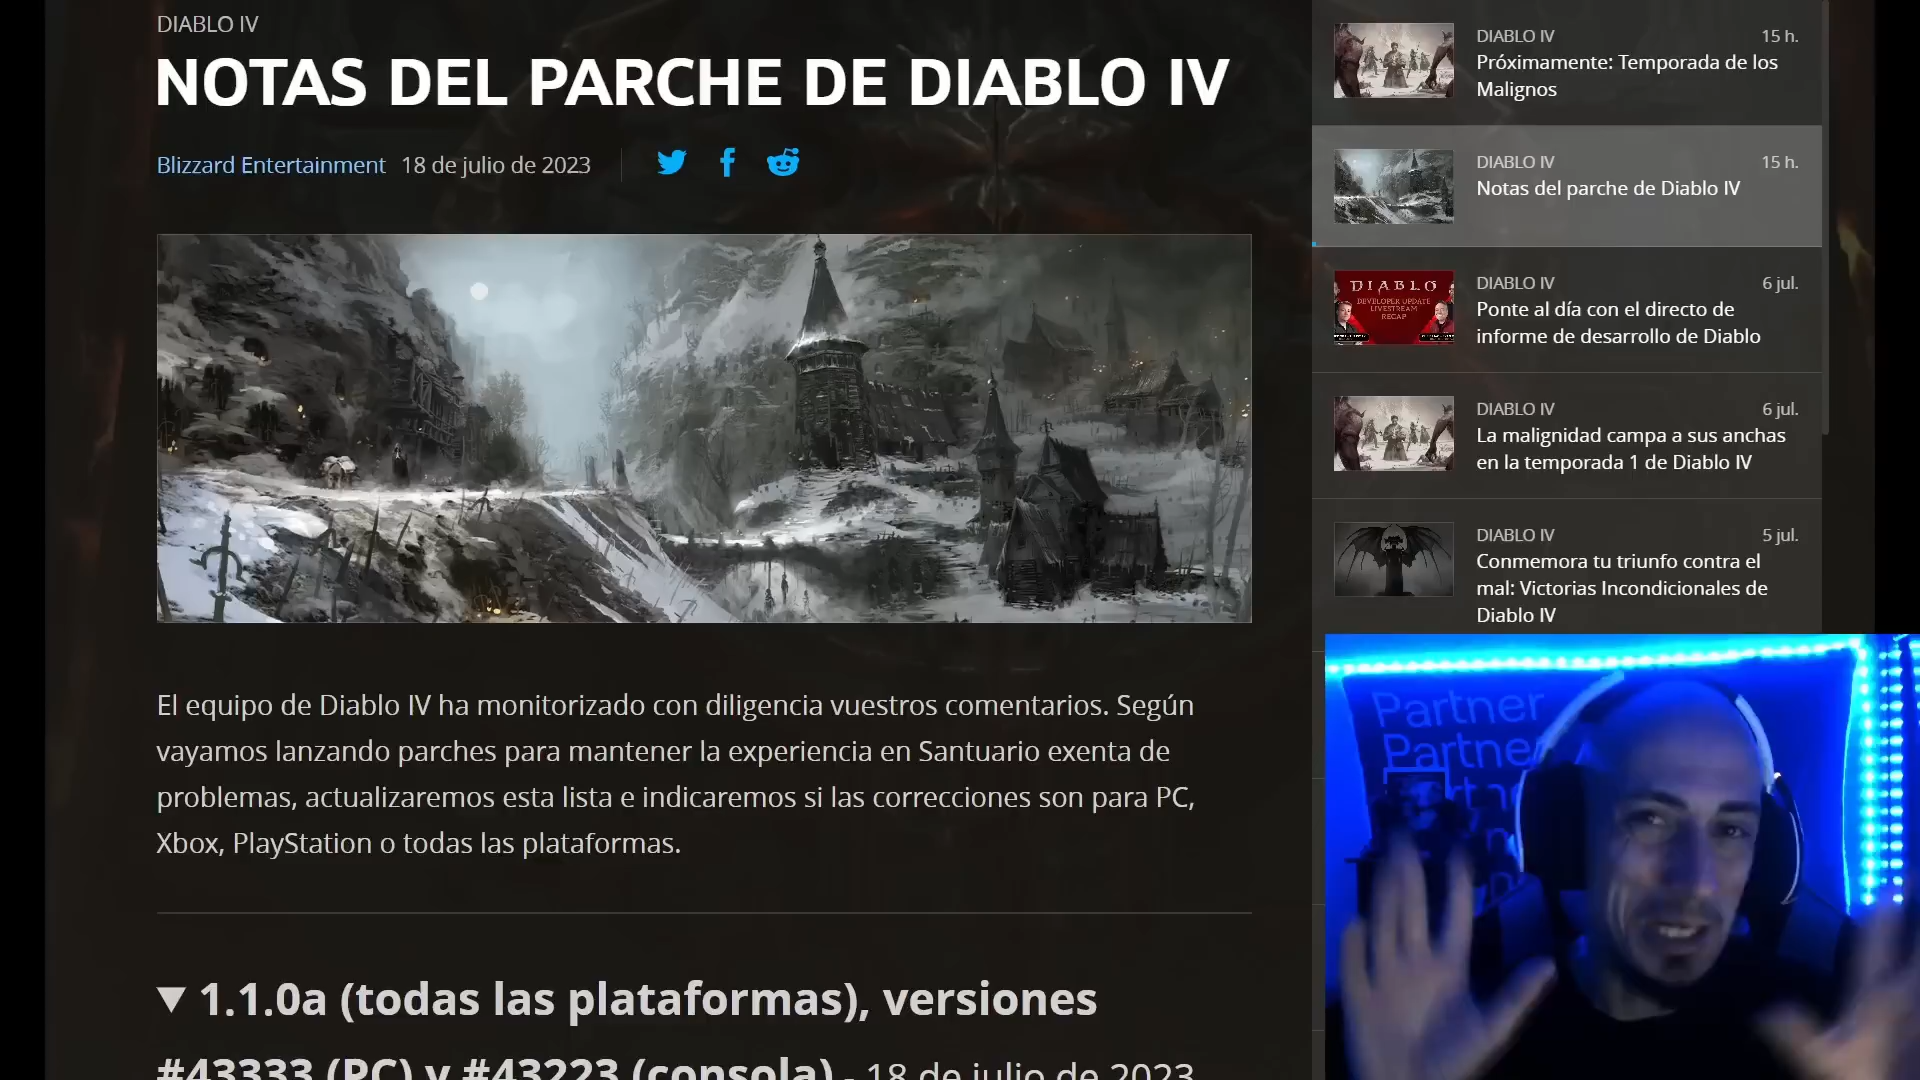 DIABLO IV
NOTAS DEL PARCHE DE DIABLO IV
Blizzard Entertainment 18 de julio de 2023
El equipo de Diablo IV ha monitorizado con diligencia vuestros comentarios. Según
vayamos lanzando parches para mantener la experiencia en Santuario exenta de
problemas, actualizaremos esta lista e indicaremos si las correcciones son para PC,
Xbox, PlayStation o todas las plataformas.
▼ 1.1.0a (todas las plataformas), versiones
#43333 (PC) y #43223 (consola) - 18 de julio de 2023
DIABLO IV 15 h.
Próximamente: Temporada de los
Malignos
DIABLO IV 15 h.
Notas del parche de Diablo IV
DIABLO IV 6 jul.
Ponte al día con el directo de
informe de desarrollo de Diablo
DIABLO
DEVELOPER UPDATE
LIVESTREAM
RECAP
DIABLO IV 6 jul.
La malignidad campa a sus anchas
en la temporada 1 de Diablo IV
DIABLO IV 5 jul.
Conmemora tu triunfo contra el
mal: Victorias Incondicionales de
Diablo IV
Partner
Partner